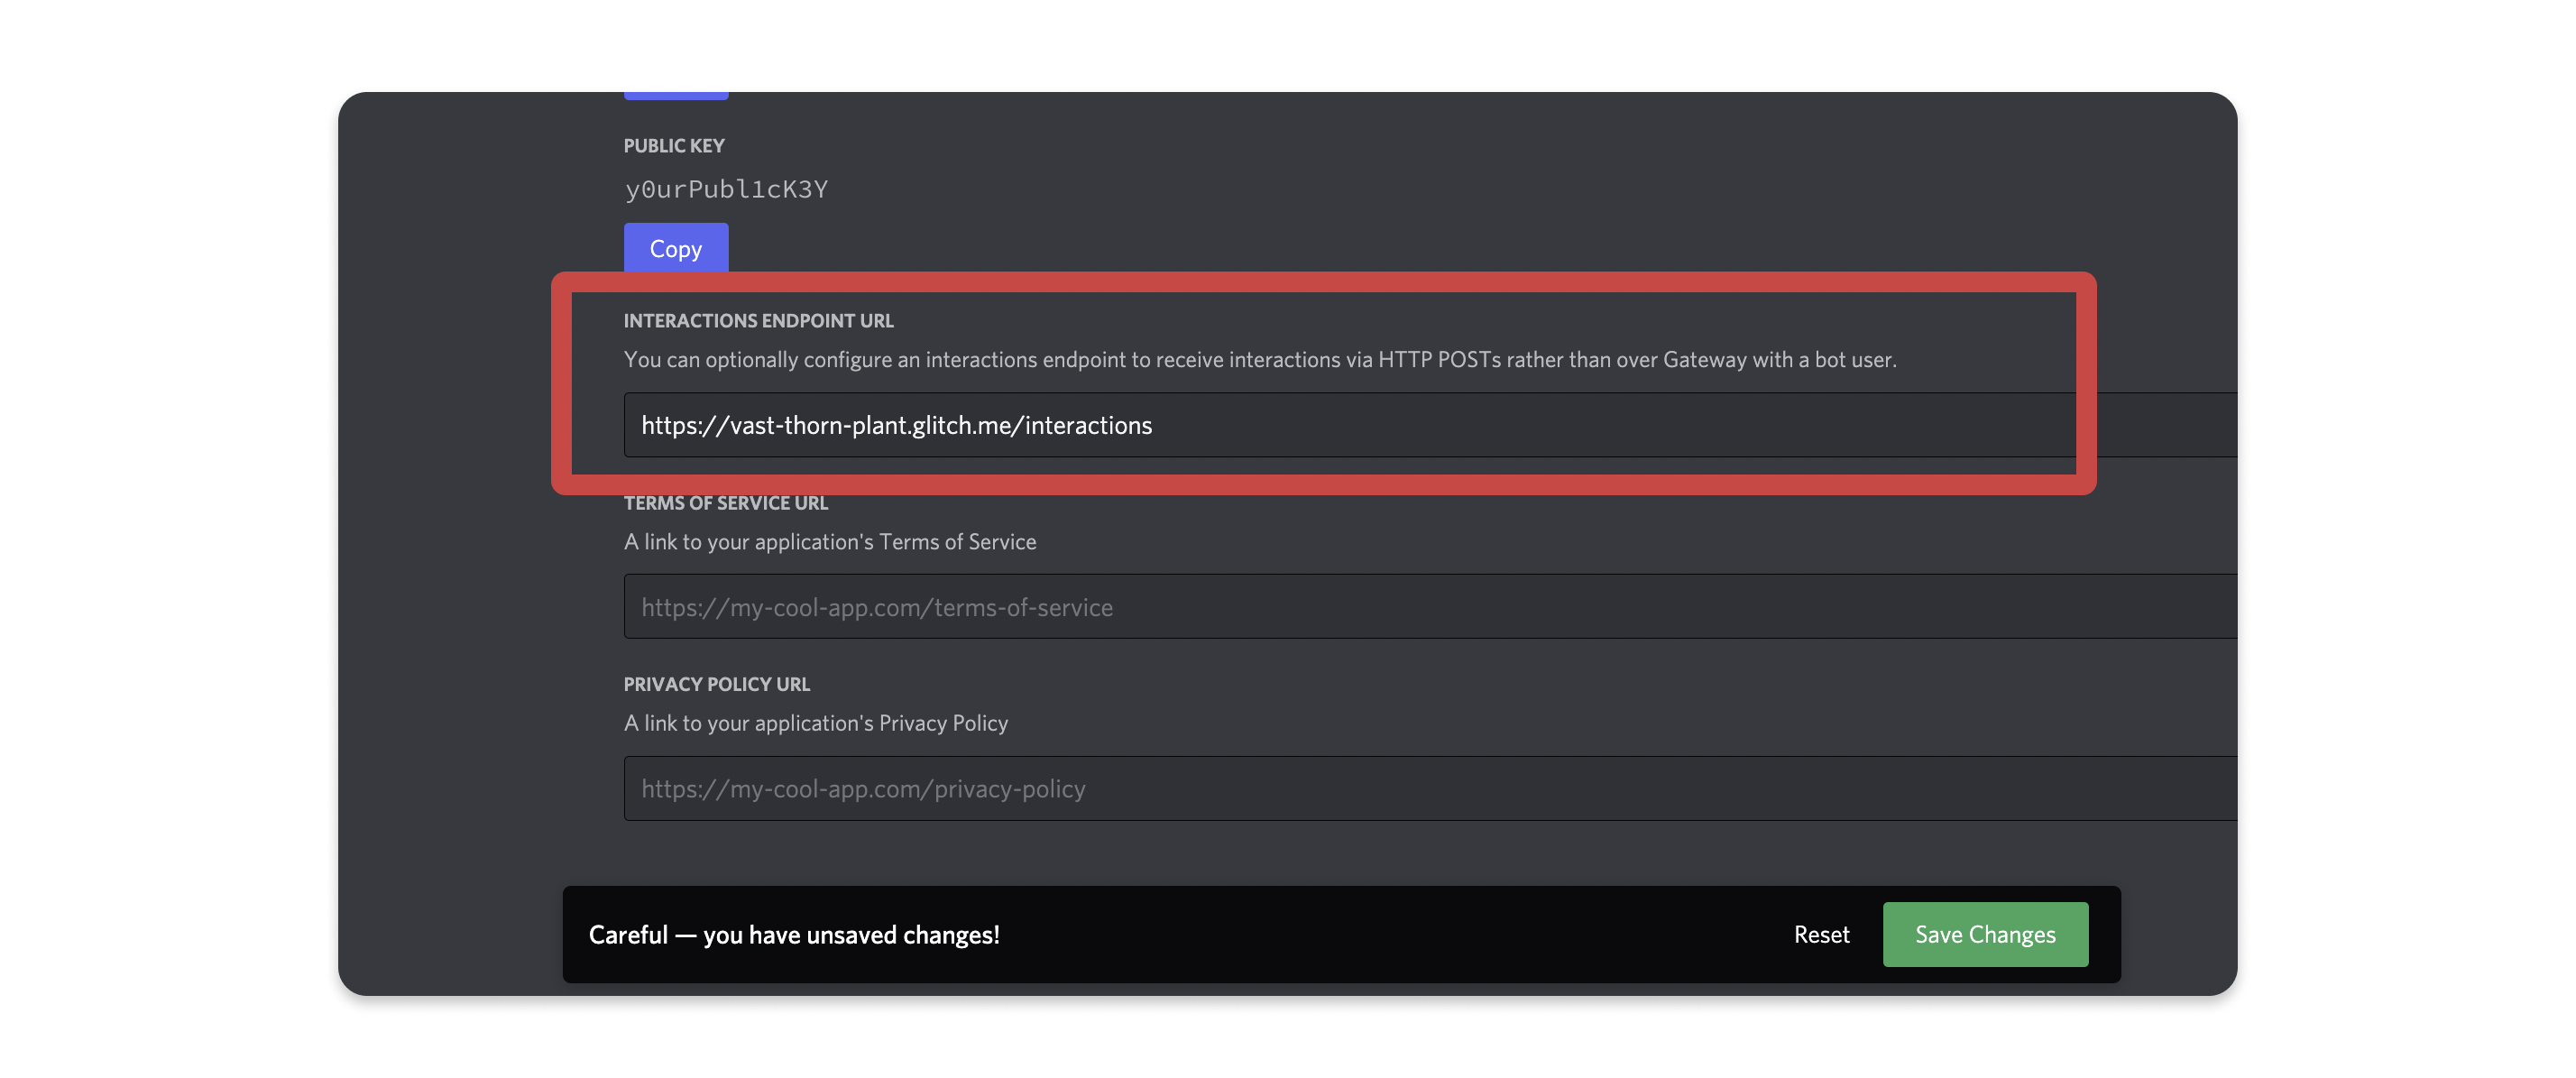 PUBLIC KEY
y0urPubl1cK3Y
Copy
INTERACTIONS ENDPOINT URL
You can optionally configure an interactions endpoint to receive interactions via HTTP POSTs rather than over Gateway with a bot user.
https://vast-thorn-plant.glitch.me/interactions
TERMS OF SERVICE URL
A link to your application's Terms of Service
https://my-cool-app.com/terms-of-service
PRIVACY POLICY URL
A link to your application's Privacy Policy
https://my-cool-app.com/privacy-policy
Careful — you have unsaved changes!
Reset
Save Changes